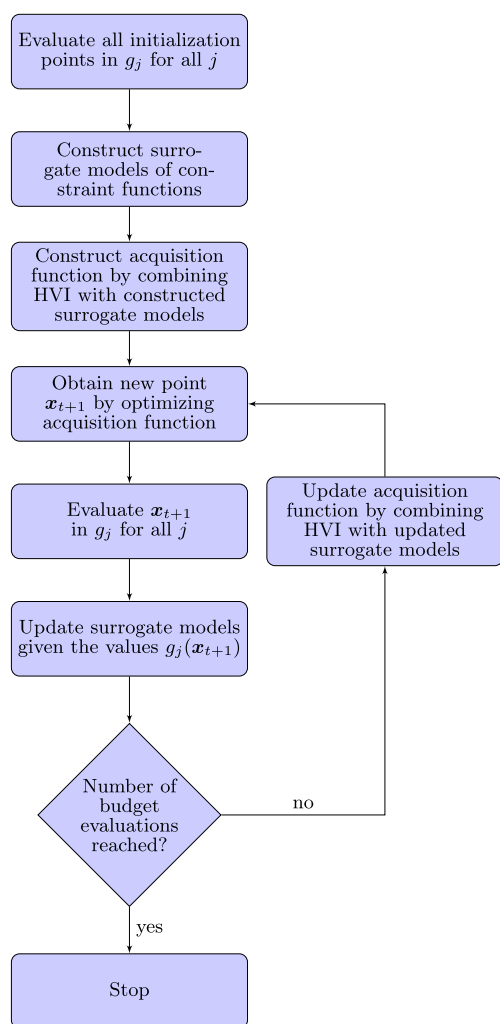 Evaluate all initialization
points in g_j for all j
Construct surro-
gate models of con-
straint functions
Construct acquisition
function by combining
HVI with constructed
surrogate models
Obtain new point
x_{t+1} by optimizing
acquisition function
Evaluate x_{t+1}
in g_j for all j
Update acquisition
function by combining
HVI with updated
surrogate models
Update surrogate models
given the values g_j(x_{t+1})
Number of
budget
evaluations
reached?
no
yes
Stop